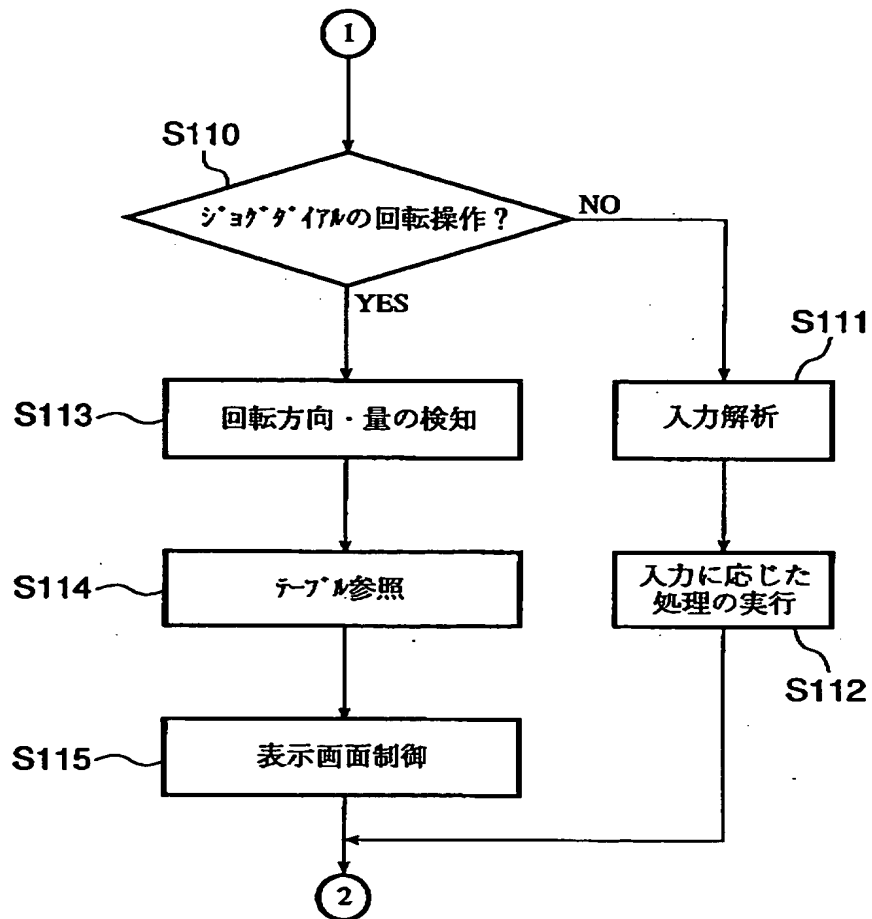 1
S110
ジョグダイアルの回転操作？
NO
YES
S111
S113
回転方向・量の検知
入力解析
S114
テーブル参照
入力に応じた
処理の実行
S112
S115
表示画面制御
2